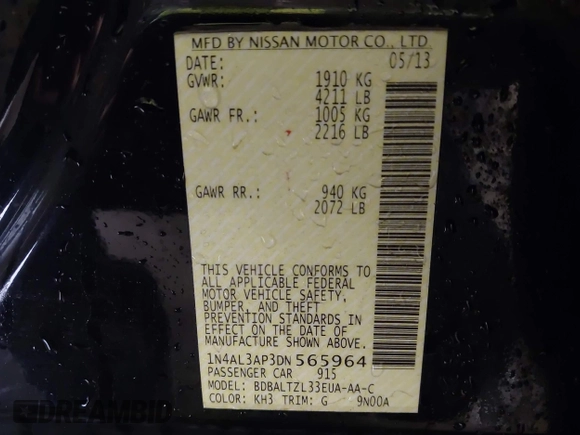 MFD BY NISSAN MOTOR CO., LTD
DATE: 05/13
GVWR: 1910 KG
4211 LB
GAWR FR.: 1005 KG
2216 LB
GAWR RR.: 940 KG
2072 LB
THIS VEHICLE CONFORMS TO
ALL APPLICABLE FEDERAL
MOTOR VEHICLE SAFETY,
BUMPER, AND THEFT
PREVENTION STANDARDS IN
EFFECT ON THE DATE OF
MANUFACTURE SHOWN ABOVE.
1N4AL3AP3DN 565964
PASSENGER CAR 915
MODEL: BDBALTZL33EUA-AA-C
COLOR: KH3 TRIM: G 9N00A
DREAMBID